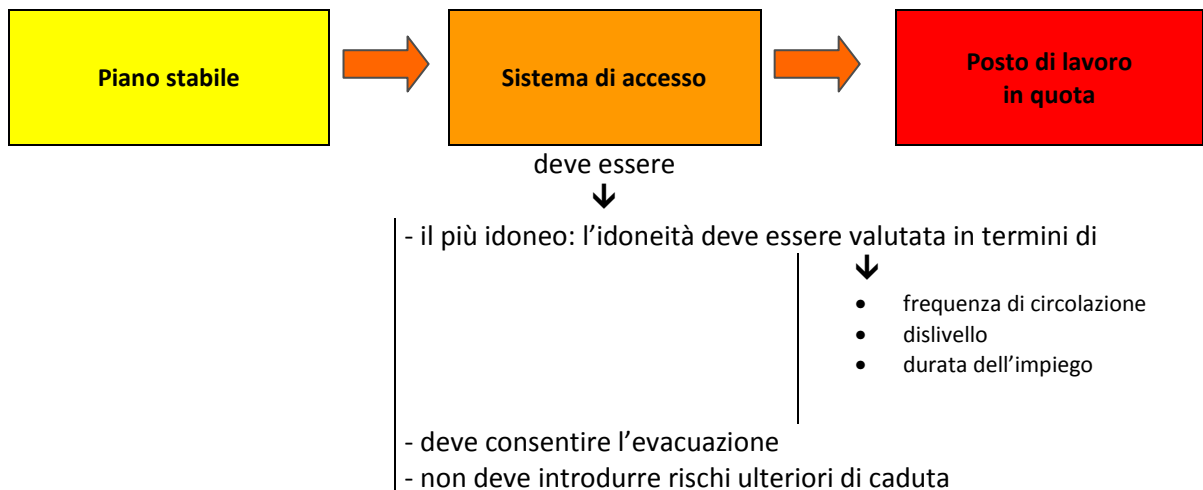 Piano stabile
Sistema di accesso
Posto di lavoro
in quota
deve essere
🡻
- il più idoneo: l’idoneità deve essere valutata in termini di
🡻
• frequenza di circolazione
• dislivello
• durata dell’impiego
- deve consentire l’evacuazione
- non deve introdurre rischi ulteriori di caduta